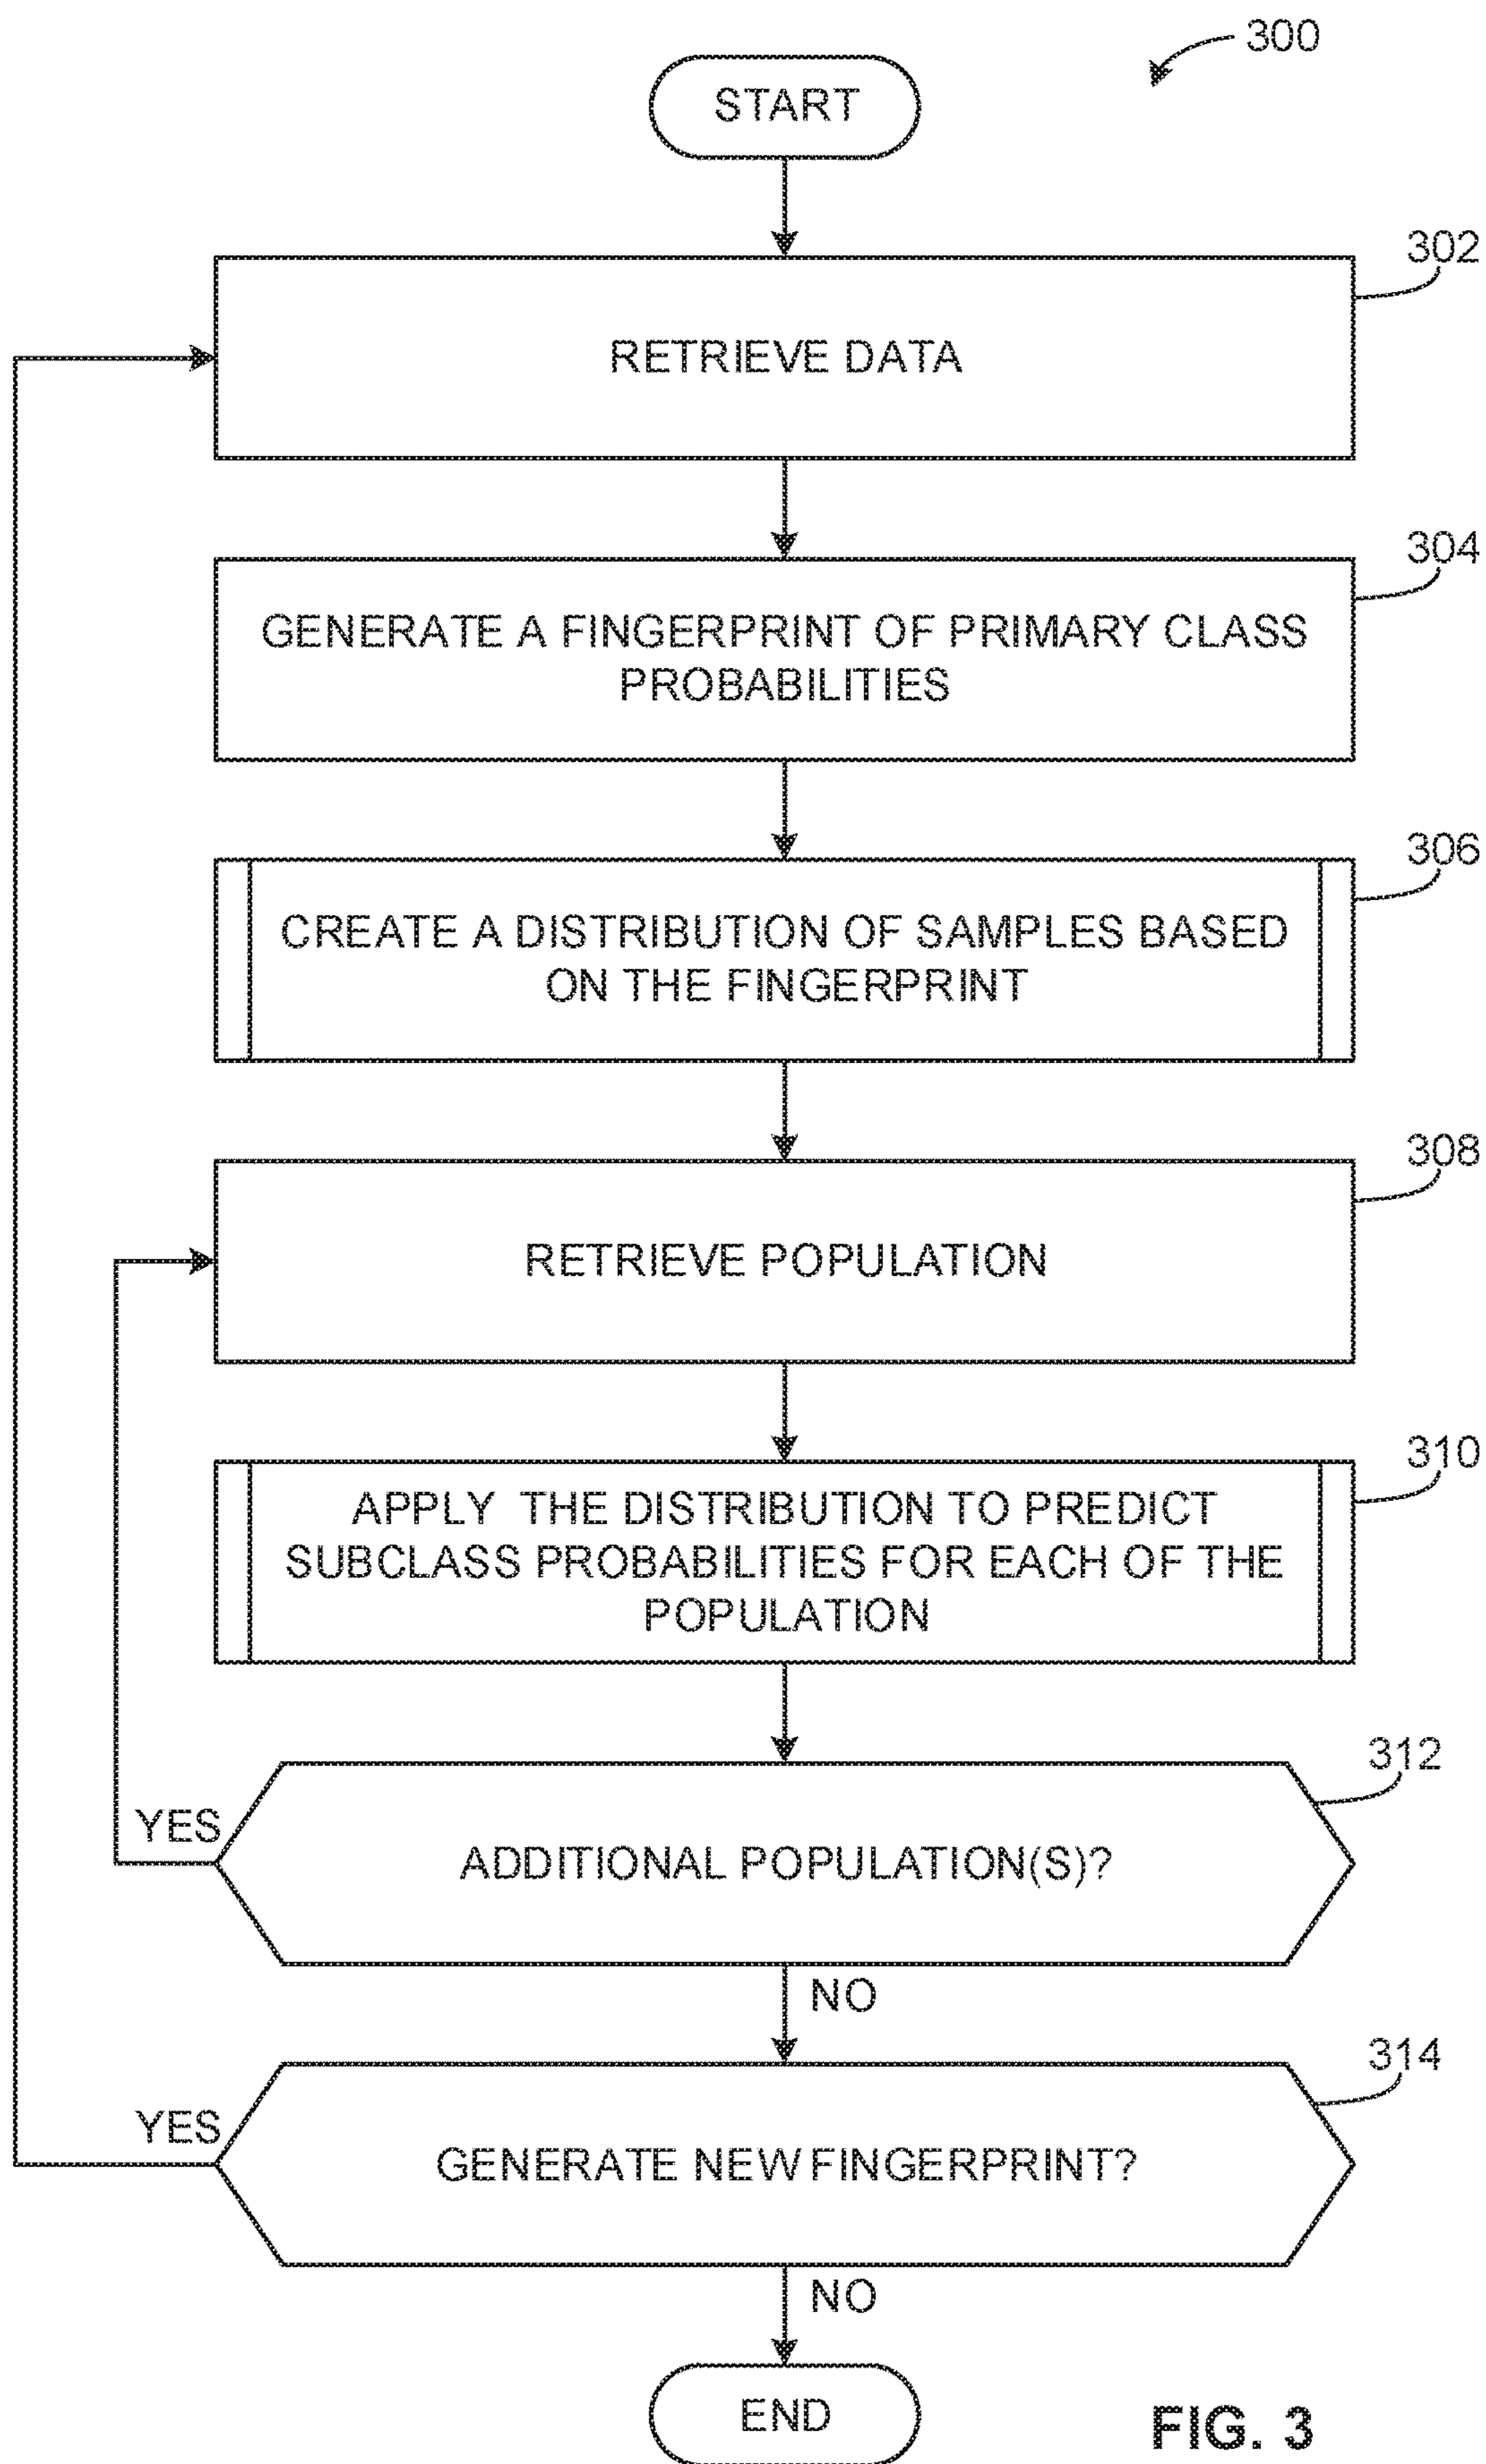 300
START
302
RETRIEVE DATA
304
GENERATE A FINGERPRINT OF PRIMARY CLASS
PROBABILITIES
306
CREATE A DISTRIBUTION OF SAMPLES BASED
ON THE FINGERPRINT
308
RETRIEVE POPULATION
310
APPLY THE DISTRIBUTION TO PREDICT
SUBCLASS PROBABILITIES FOR EACH OF THE
POPULATION
312
YES
ADDITIONAL POPULATION(S)?
NO
314
YES
GENERATE NEW FINGERPRINT?
NO
END
FIG. 3